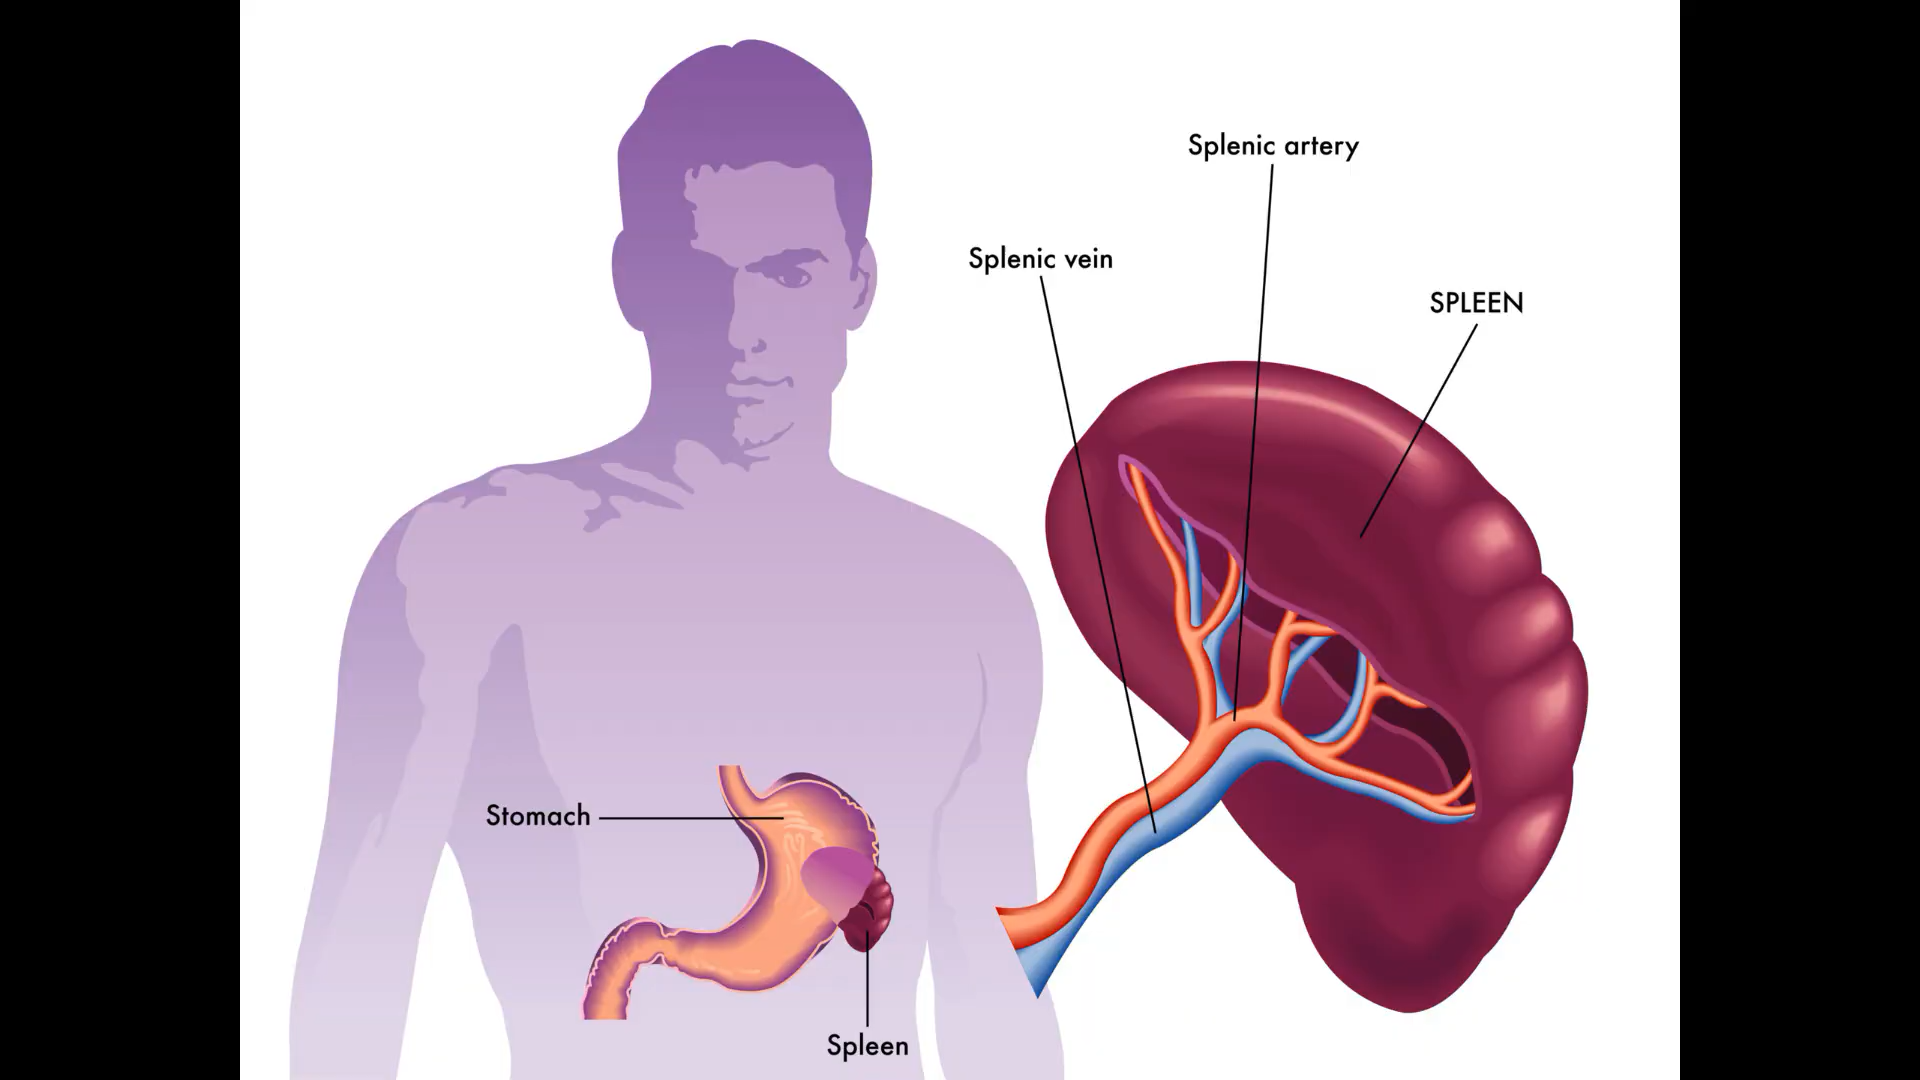 Splenic artery
Splenic vein
SPLEEN
Stomach
Spleen